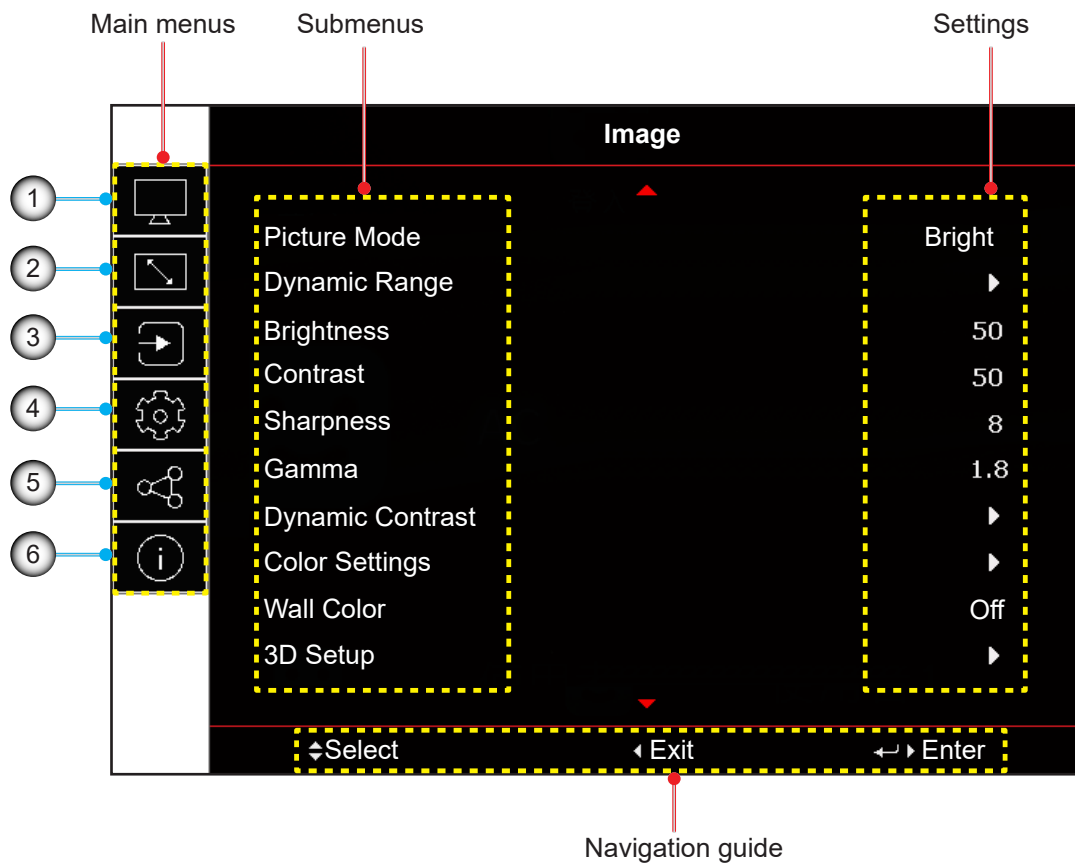 Main menus Submenus Settings
Image
1
2
3
4
5
6
Picture Mode Bright
Dynamic Range
Brightness 50
Contrast 50
Sharpness 8
Gamma 1.8
Dynamic Contrast
Color Settings
Wall Color Off
3D Setup
Select Exit Enter
Navigation guide